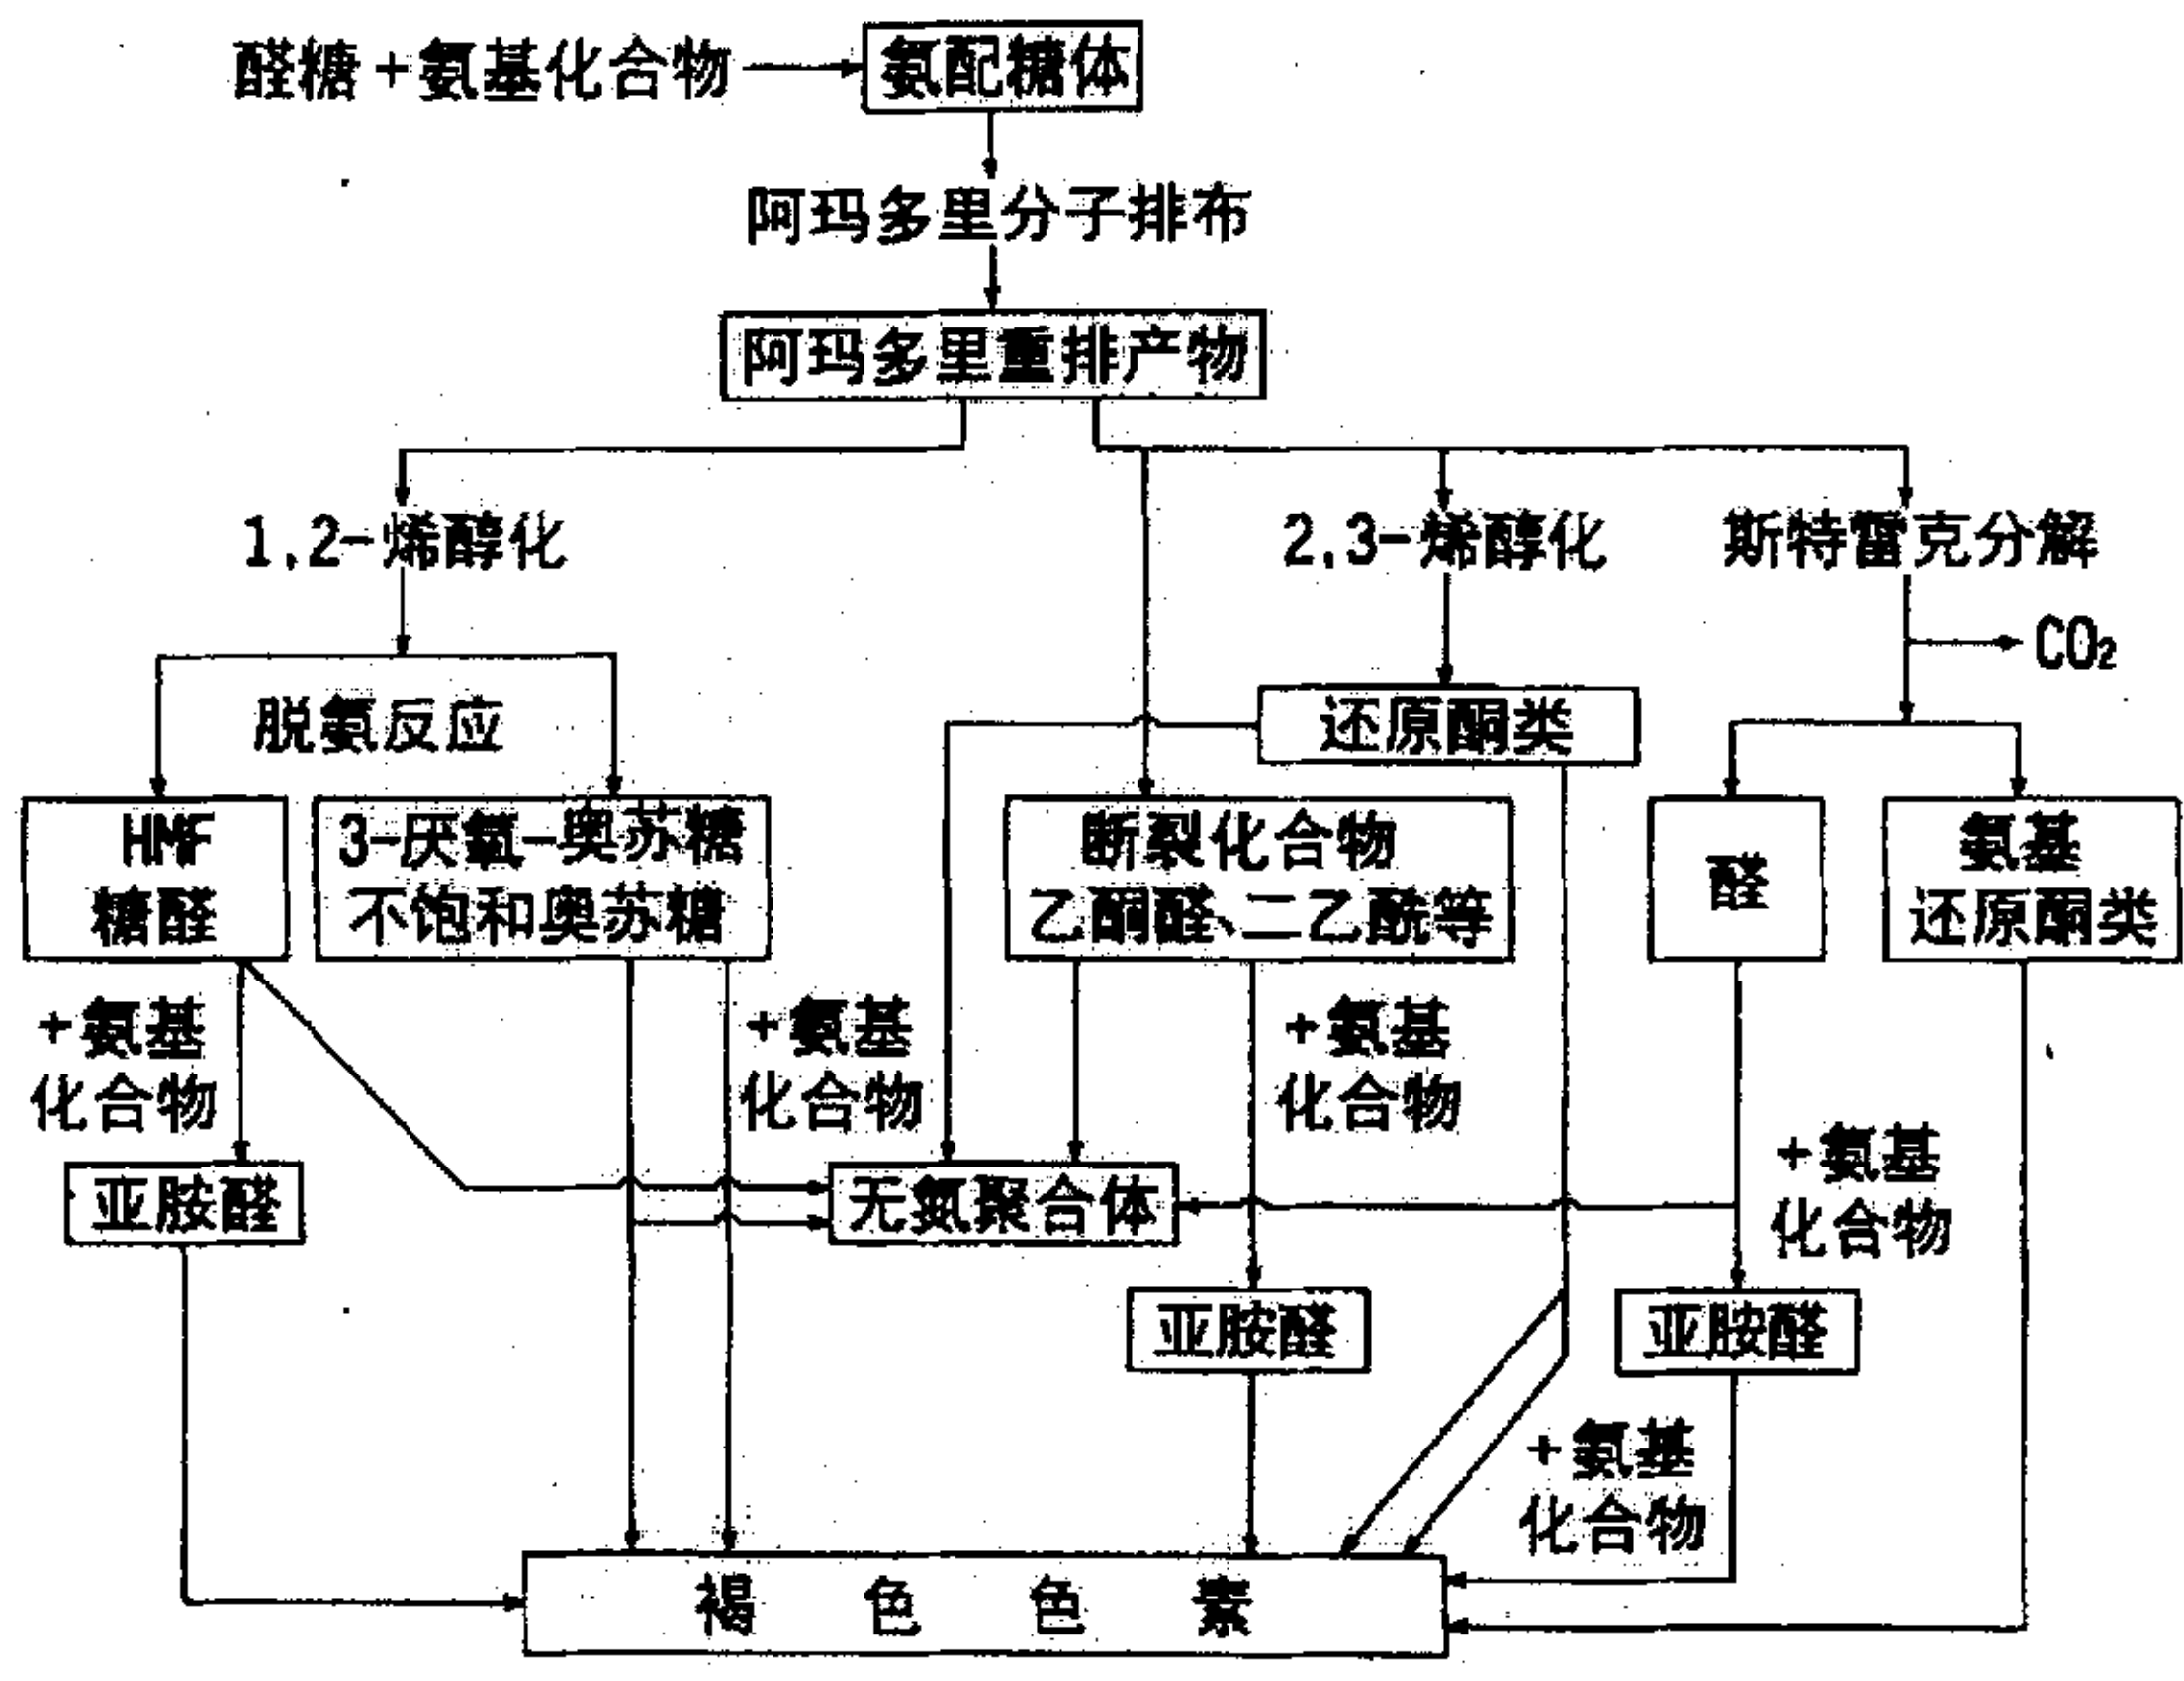 醛糖+氨基化合物
氨配糖体
阿玛多里分子排布
阿玛多里重排产物
1,2-烯醇化
2,3-烯醇化
斯特雷克分解
CO₂
脱氨反应
还原酮类
HMF
糖醛
3-厌氧-奥苏糖
不饱和奥苏糖
断裂化合物
乙酮醛、二乙酰等
醛
氨基
还原酮类
+氨基
化合物
+氨基
化合物
+氨基
化合物
+氨基
化合物
亚胺醛
无氮聚合体
亚胺醛
亚胺醛
+氨基
化合物
褐色色素